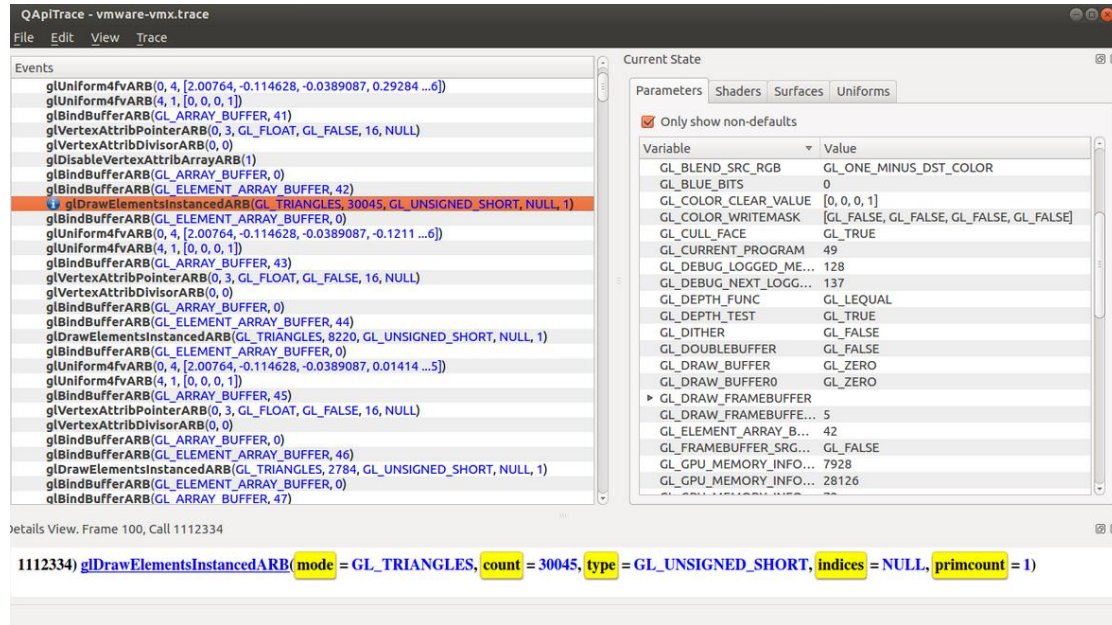 QApiTrace - vmware-vmx.trace
File Edit View Trace
Events
glUniform4fvARB(0, 4, [2.00764, -0.114628, -0.0389087, 0.29284 ...6])
glUniform4fvARB(4, 1, [0, 0, 0, 1])
glBindBufferARB(GL_ARRAY_BUFFER, 41)
glVertexAttribPointerARB(0, 3, GL_FLOAT, GL_FALSE, 16, NULL)
glVertexAttribDivisorARB(0, 0)
glDisableVertexAttribArrayARB(1)
glBindBufferARB(GL_ARRAY_BUFFER, 0)
glBindBufferARB(GL_ELEMENT_ARRAY_BUFFER, 42)
glDrawElementsInstancedARB(GL_TRIANGLES, 30045, GL_UNSIGNED_SHORT, NULL, 1)
glBindBufferARB(GL_ELEMENT_ARRAY_BUFFER, 0)
glUniform4fvARB(0, 4, [2.00764, -0.114628, -0.0389087, -0.1211 ...6])
glUniform4fvARB(4, 1, [0, 0, 0, 1])
glBindBufferARB(GL_ARRAY_BUFFER, 43)
glVertexAttribPointerARB(0, 3, GL_FLOAT, GL_FALSE, 16, NULL)
glVertexAttribDivisorARB(0, 0)
glBindBufferARB(GL_ARRAY_BUFFER, 0)
glBindBufferARB(GL_ELEMENT_ARRAY_BUFFER, 44)
glDrawElementsInstancedARB(GL_TRIANGLES, 8220, GL_UNSIGNED_SHORT, NULL, 1)
glBindBufferARB(GL_ELEMENT_ARRAY_BUFFER, 0)
glUniform4fvARB(0, 4, [2.00764, -0.114628, -0.0389087, 0.01414 ...5])
glUniform4fvARB(4, 1, [0, 0, 0, 1])
glBindBufferARB(GL_ARRAY_BUFFER, 45)
glVertexAttribPointerARB(0, 3, GL_FLOAT, GL_FALSE, 16, NULL)
glVertexAttribDivisorARB(0, 0)
glBindBufferARB(GL_ARRAY_BUFFER, 0)
glBindBufferARB(GL_ELEMENT_ARRAY_BUFFER, 46)
glDrawElementsInstancedARB(GL_TRIANGLES, 2784, GL_UNSIGNED_SHORT, NULL, 1)
glBindBufferARB(GL_ELEMENT_ARRAY_BUFFER, 0)
glBindBufferARB(GL_ARRAY_BUFFER, 47)
Current State
Parameters Shaders Surfaces Uniforms
Only show non-defaults
Variable Value
GL_BLEND_SRC_RGB GL_ONE_MINUS_DST_COLOR
GL_BLUE_BITS 0
GL_COLOR_CLEAR_VALUE [0, 0, 0, 1]
GL_COLOR_WRITEMASK [GL_FALSE, GL_FALSE, GL_FALSE, GL_FALSE]
GL_CULL_FACE GL_TRUE
GL_CURRENT_PROGRAM 49
GL_DEBUG_LOGGED_ME... 128
GL_DEBUG_NEXT_LOGG... 137
GL_DEPTH_FUNC GL_LEQUAL
GL_DEPTH_TEST GL_TRUE
GL_DITHER GL_FALSE
GL_DOUBLEBUFFER GL_FALSE
GL_DRAW_BUFFER GL_ZERO
GL_DRAW_BUFFER0 GL_ZERO
GL_DRAW_FRAMEBUFFER
GL_DRAW_FRAMEBUFFE... 5
GL_ELEMENT_ARRAY_B... 42
GL_FRAMEBUFFER_SRG... GL_FALSE
GL_GPU_MEMORY_INFO... 7928
GL_GPU_MEMORY_INFO... 28126
Details View. Frame 100, Call 1112334
1112334) glDrawElementsInstancedARB(mode = GL_TRIANGLES, count = 30045, type = GL_UNSIGNED_SHORT, indices = NULL, primcount = 1)